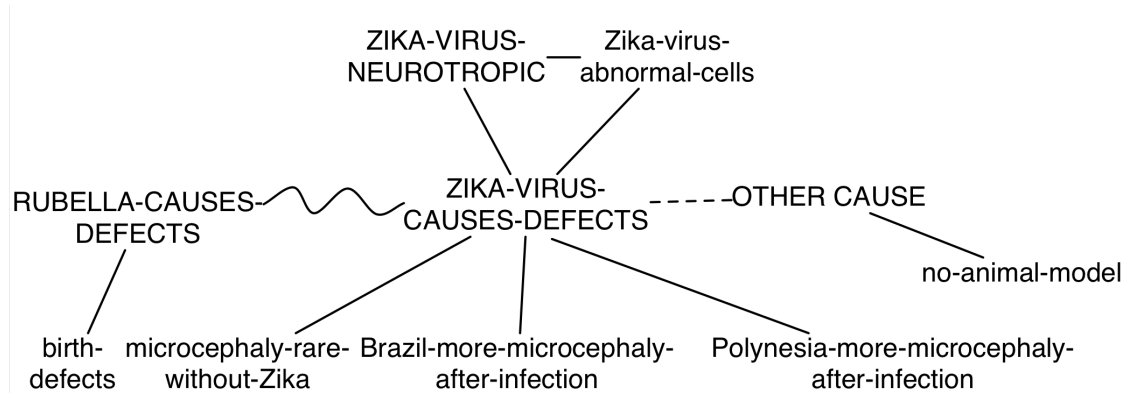 ZIKA-VIRUS-
NEUROTROPIC
Zika-virus-
abnormal-cells
RUBELLA-CAUSES-
DEFECTS
ZIKA-VIRUS-
CAUSES-DEFECTS
OTHER CAUSE
no-animal-model
birth-
defects
microcephaly-rare-
without-Zika
Brazil-more-microcephaly-
after-infection
Polynesia-more-microcephaly-
after-infection